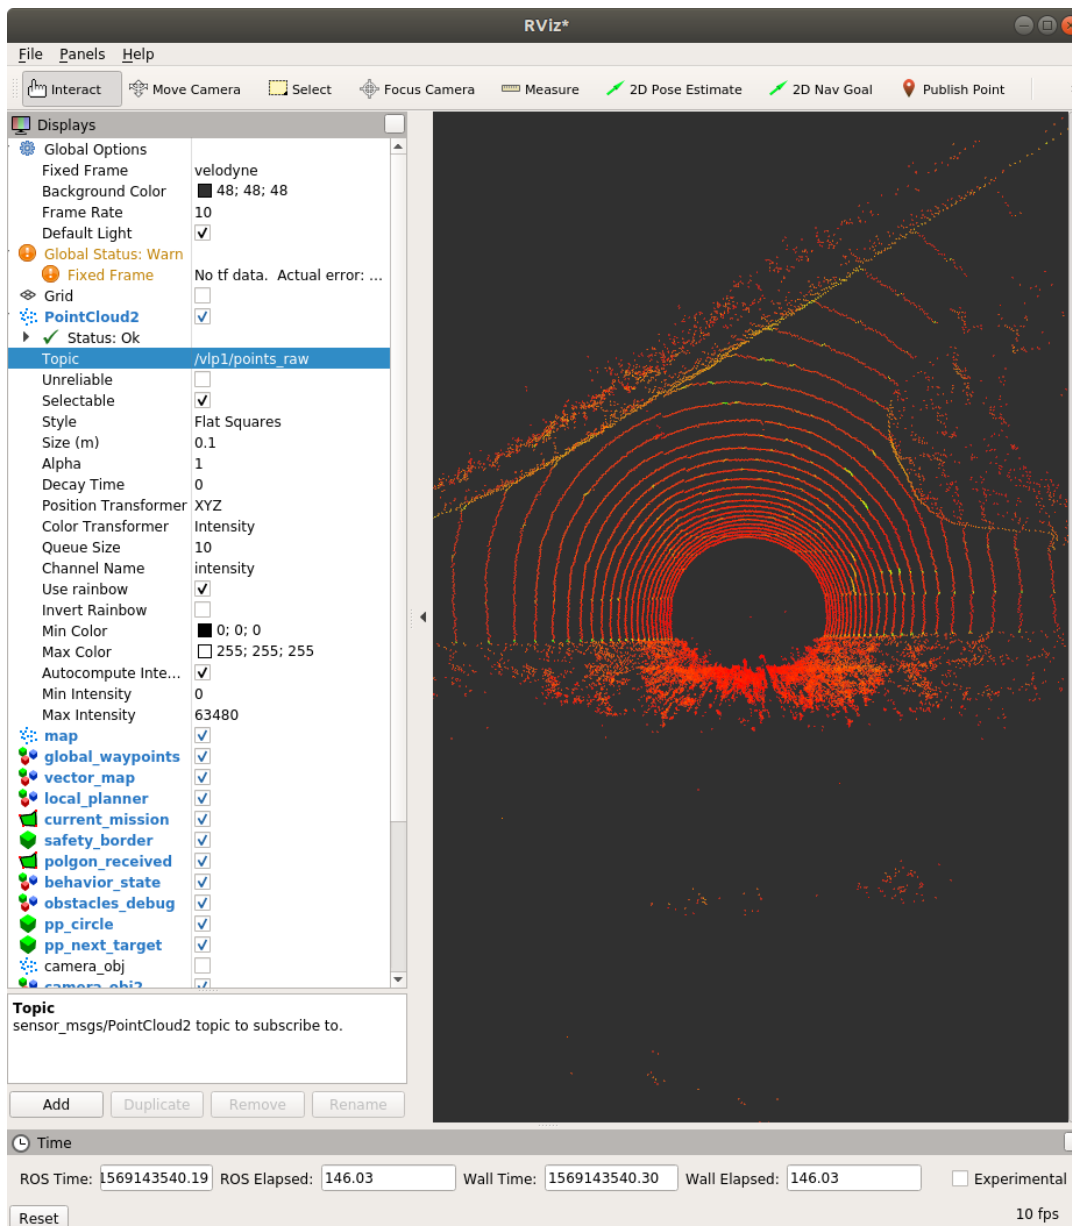 RViz*
File Panels Help
Interact Move Camera Select Focus Camera Measure 2D Pose Estimate 2D Nav Goal Publish Point
Displays
Global Options
Fixed Frame velodyne
Background Color 48; 48; 48
Frame Rate 10
Default Light
Global Status: Warn
Fixed Frame No tf data. Actual error: ...
Grid
PointCloud2
Status: Ok
Topic /vlp1/points_raw
Unreliable
Selectable
Style Flat Squares
Size (m) 0.1
Alpha 1
Decay Time 0
Position Transformer XYZ
Color Transformer Intensity
Queue Size 10
Channel Name intensity
Use rainbow
Invert Rainbow
Min Color 0; 0; 0
Max Color 255; 255; 255
Autocompute Inte...
Min Intensity 0
Max Intensity 63480
map
global_waypoints
vector_map
local_planner
current_mission
safety_border
polgon_received
behavior_state
obstacles_debug
pp_circle
pp_next_target
camera_obj
camera_obj2
Topic
sensor_msgs/PointCloud2 topic to subscribe to.
Add Duplicate Remove Rename
Time
ROS Time: 1569143540.19 ROS Elapsed: 146.03 Wall Time: 1569143540.30 Wall Elapsed: 146.03 Experimental
Reset 10 fps